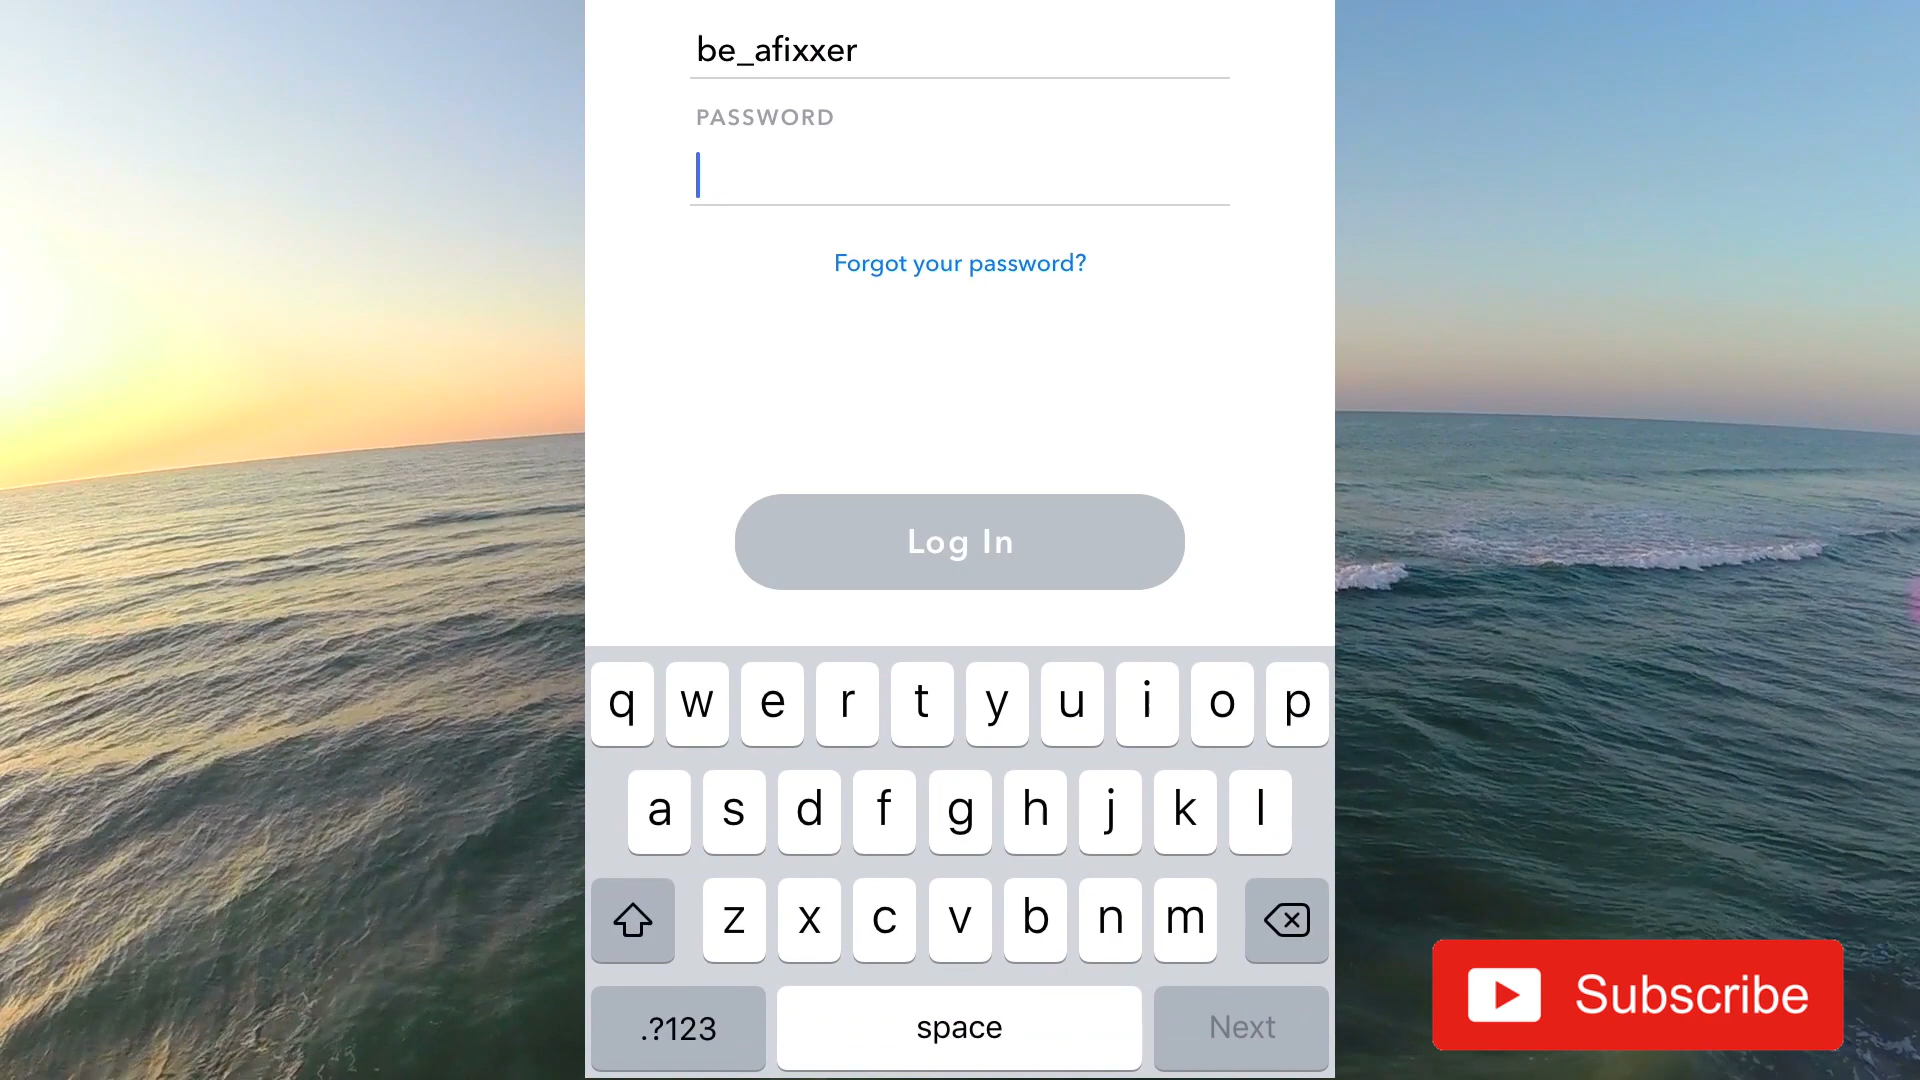 be_afixxer
PASSWORD
Forgot your password?
Log In
q w e r t y u i o p
a s d f g h j k l
z x c v b n m
.?123 space Next
Subscribe